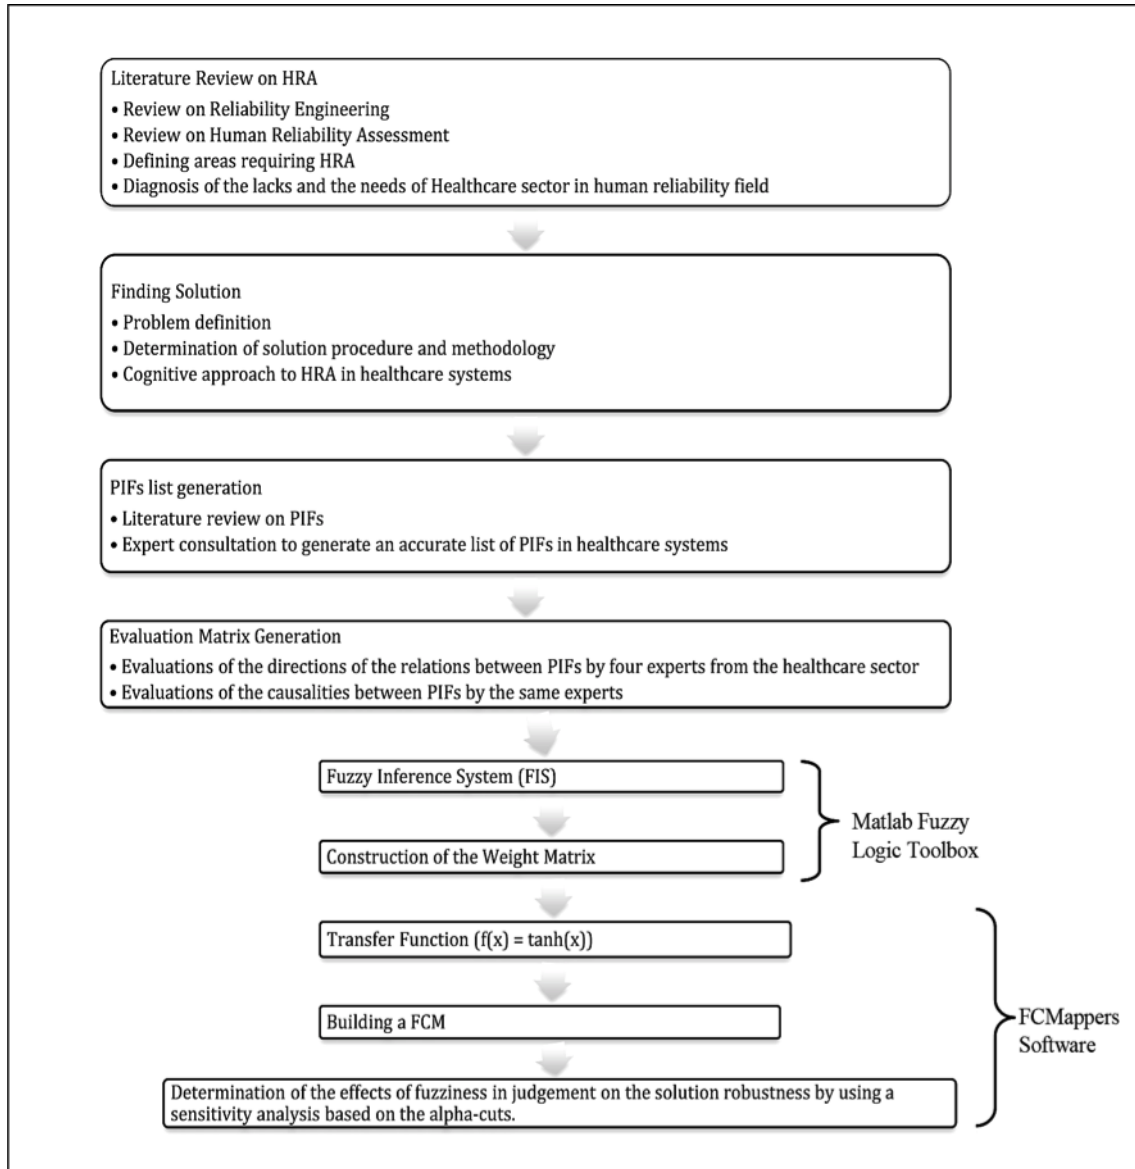 Literature Review on HRA
• Review on Reliability Engineering
• Review on Human Reliability Assessment
• Defining areas requiring HRA
• Diagnosis of the lacks and the needs of Healthcare sector in human reliability field
Finding Solution
• Problem definition
• Determination of solution procedure and methodology
• Cognitive approach to HRA in healthcare systems
PIFs list generation
• Literature review on PIFs
• Expert consultation to generate an accurate list of PIFs in healthcare systems
Evaluation Matrix Generation
• Evaluations of the directions of the relations between PIFs by four experts from the healthcare sector
• Evaluations of the causalities between PIFs by the same experts
Fuzzy Inference System (FIS)
Construction of the Weight Matrix
Matlab Fuzzy
Logic Toolbox
Transfer Function (f(x) = tanh(x))
Building a FCM
Determination of the effects of fuzziness in judgement on the solution robustness by using a
sensitivity analysis based on the alpha-cuts.
FCMappers
Software